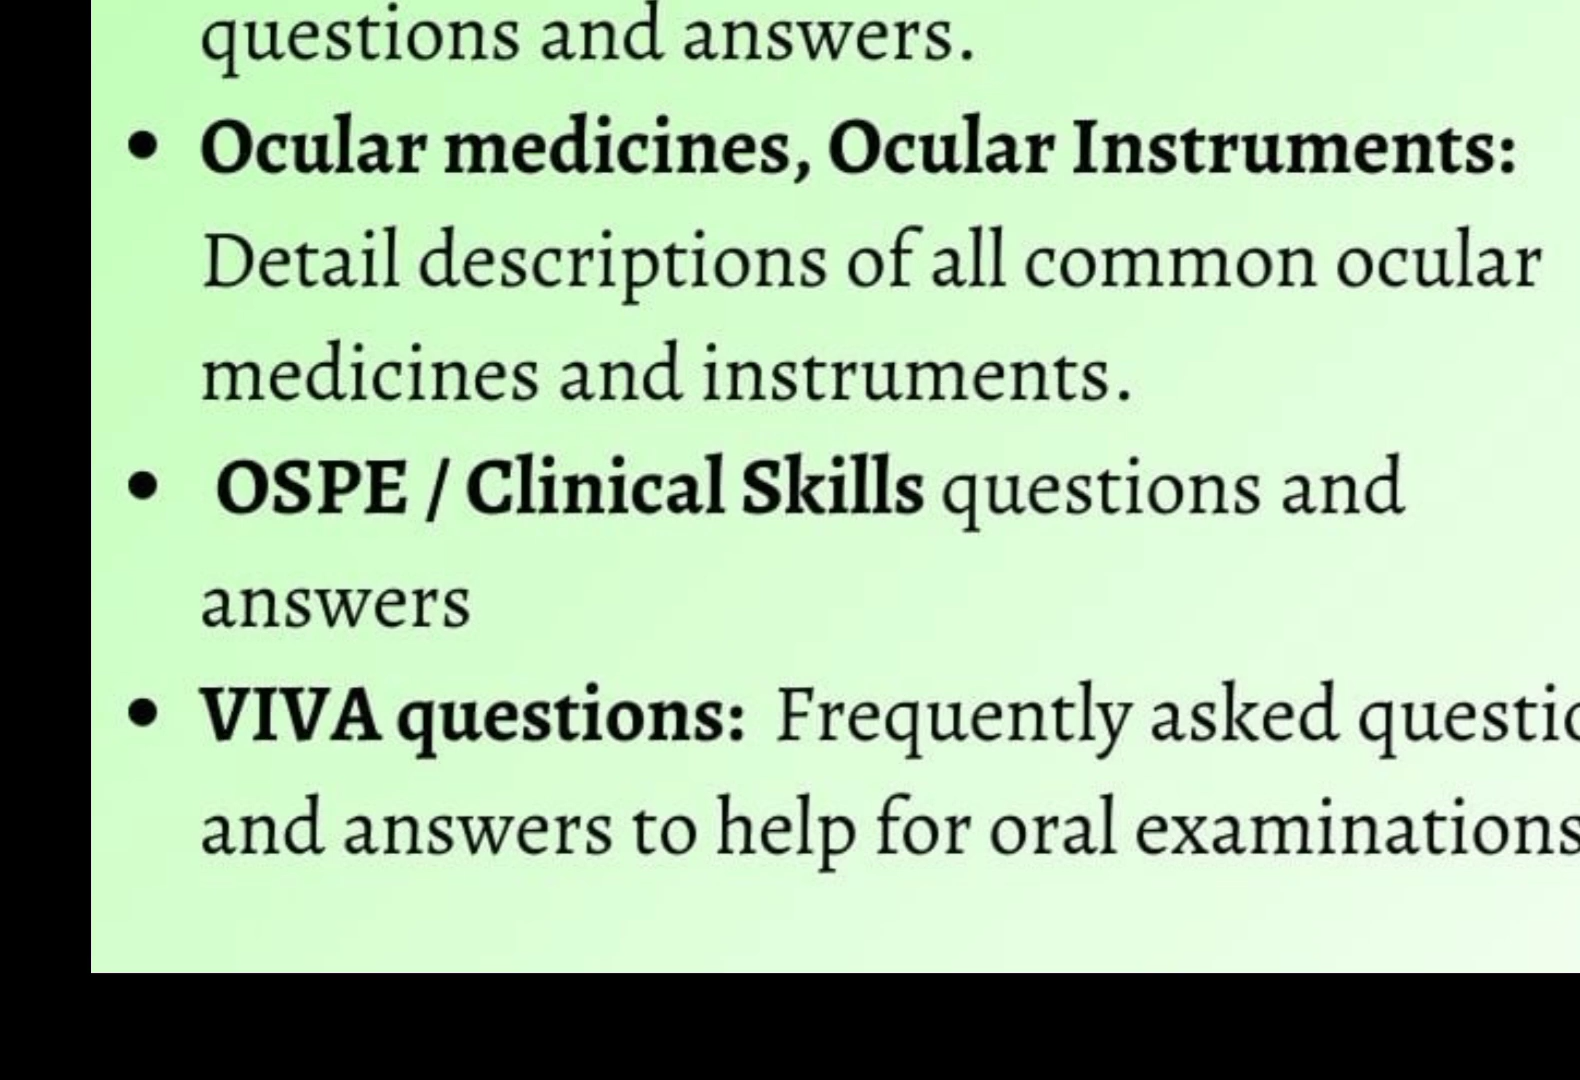 questions and answers.
• Ocular medicines, Ocular Instruments:
Detail descriptions of all common ocular
medicines and instruments.
• OSPE / Clinical Skills questions and
answers
• VIVA questions: Frequently asked
and answers to help for oral examinations